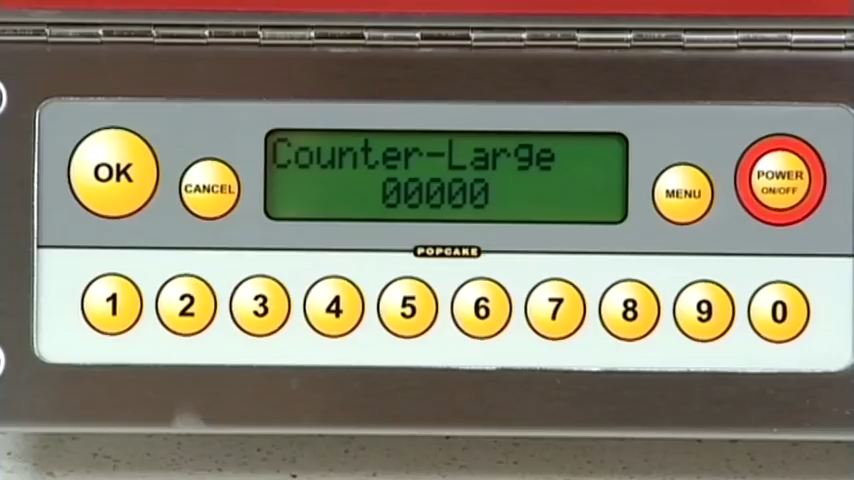 OK
CANCEL
Counter-Large
00000
MENU
POWER
ON/OFF
POPCAKE
1 2 3 4 5 6 7 8 9 0